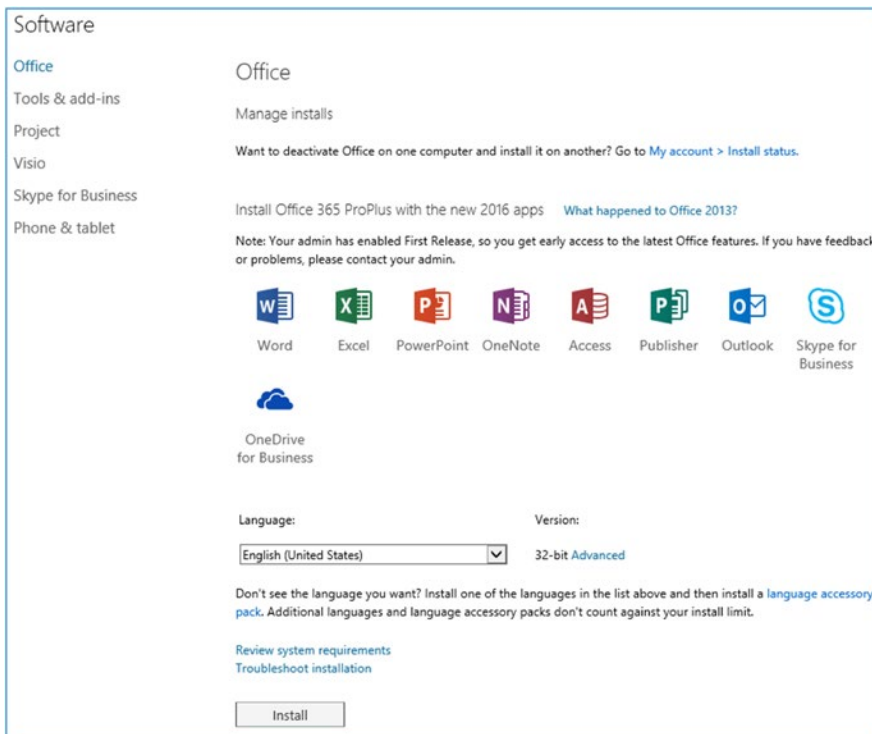 Software
Office
Tools & add-ins
Project
Visio
Skype for Business
Phone & tablet
Office
Manage installs
Want to deactivate Office on one computer and install it on another? Go to My account > Install status.
Install Office 365 ProPlus with the new 2016 apps What happened to Office 2013?
Note: Your admin has enabled First Release, so you get early access to the latest Office features. If you have feedback
or problems, please contact your admin.
Word Excel PowerPoint OneNote Access Publisher Outlook Skype for
Business
OneDrive
for Business
Language: Version:
English (United States) 32-bit Advanced
Don't see the language you want? Install one of the languages in the list above and then install a language accessory
pack. Additional languages and language accessory packs don't count against your install limit.
Review system requirements
Troubleshoot installation
Install